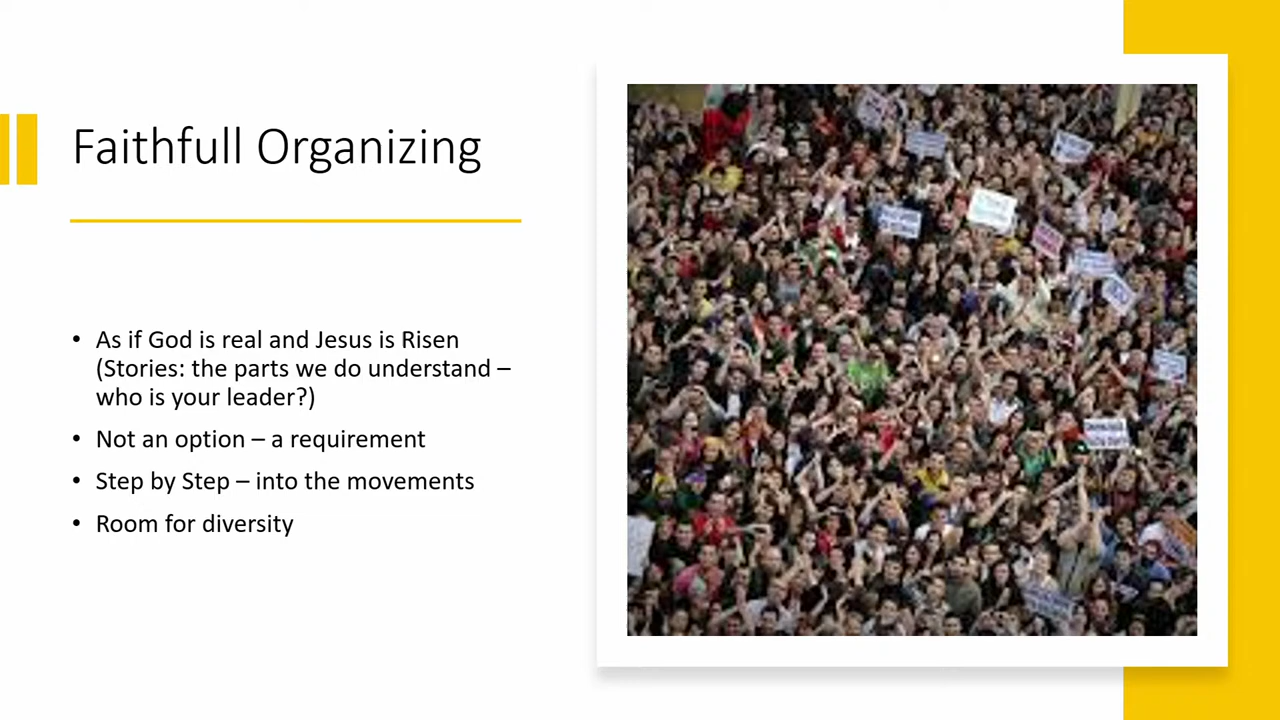 Faithfull Organizing
• As if God is real and Jesus is Risen
(Stories: the parts we do understand –
who is your leader?)
• Not an option – a requirement
• Step by Step – into the movements
• Room for diversity